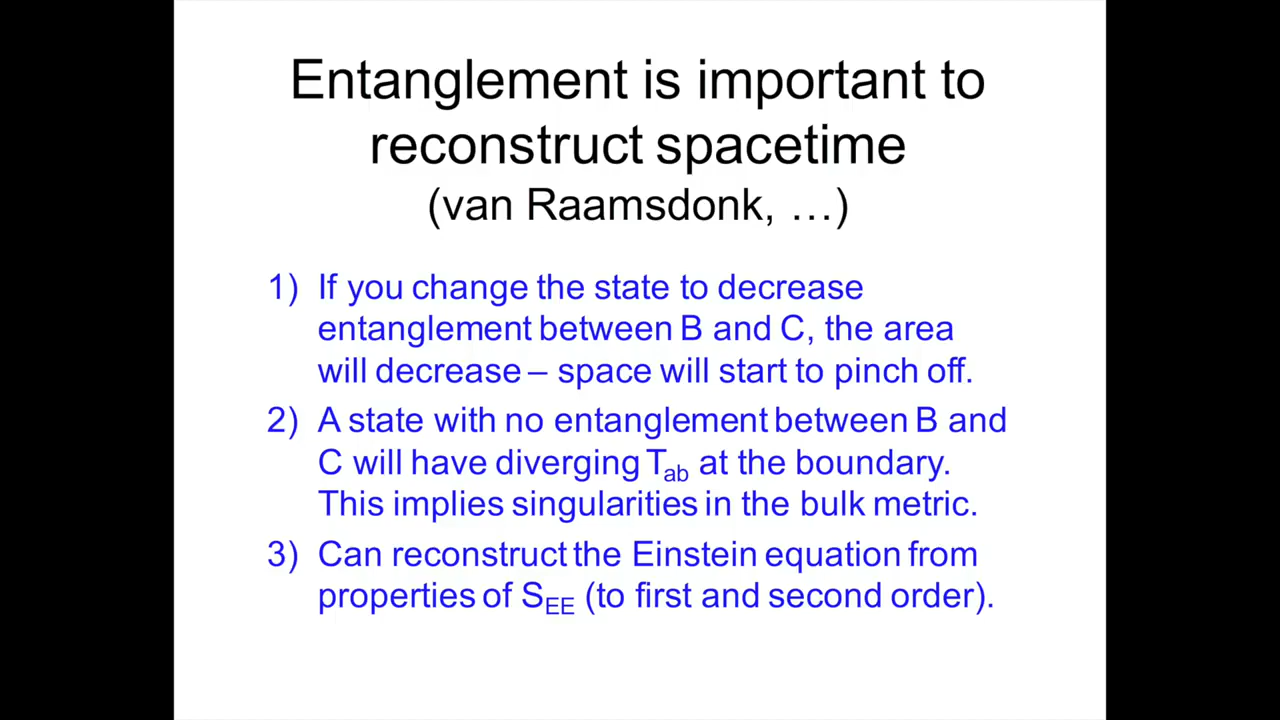 Entanglement is important to
reconstruct spacetime
(van Raamsdonk, …)
1) If you change the state to decrease
entanglement between B and C, the area
will decrease – space will start to pinch off.
2) A state with no entanglement between B and
C will have diverging Tab at the boundary.
This implies singularities in the bulk metric.
3) Can reconstruct the Einstein equation from
properties of SEE (to first and second order).